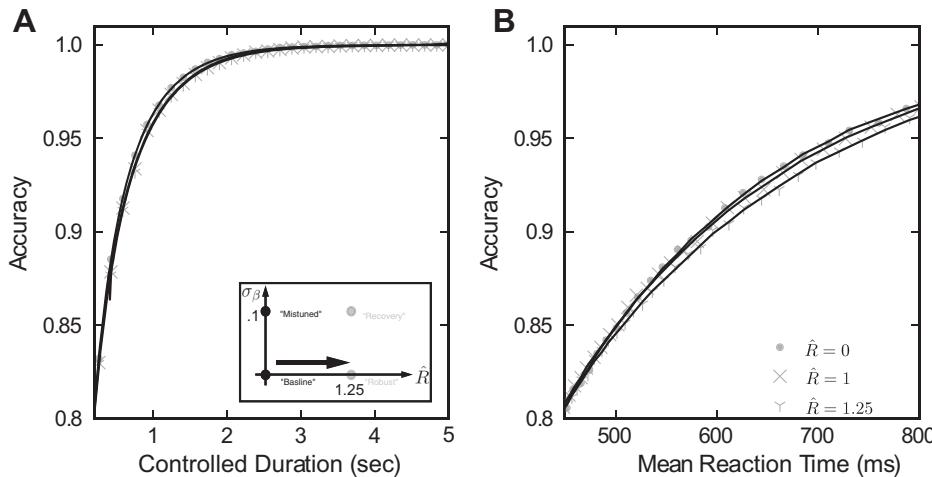 A
B
1.0
0.95
0.9
0.85
0.8
Accuracy
1
2
3
4
5
Controlled Duration (sec)
σβ
.1
"Mistuned"
"Recovery"
"Basline"
"Robust"
1.25
R̂
1.0
0.95
0.9
0.85
0.8
Accuracy
500
600
700
800
Mean Reaction Time (ms)
R̂ = 0
R̂ = 1
R̂ = 1.25